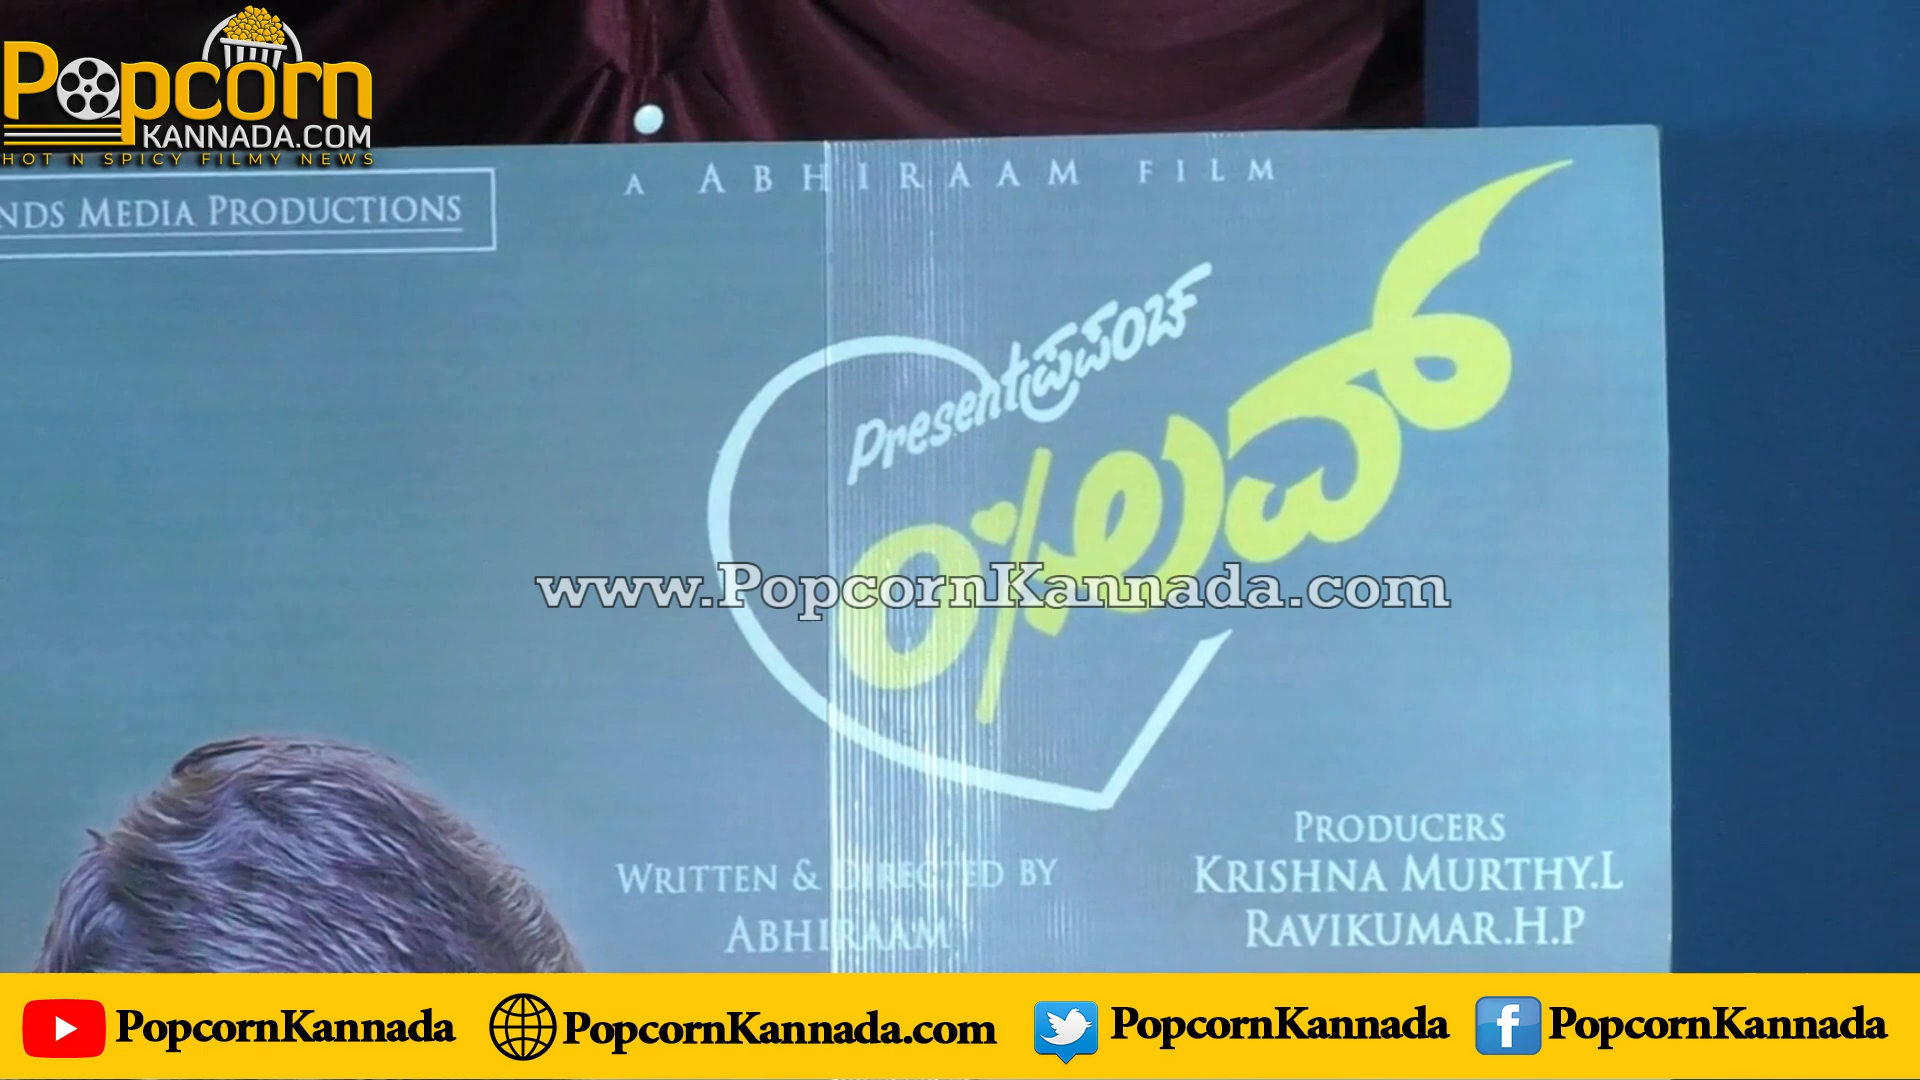 Popcorn
KANNADA.COM
HOT N SPICY FILMY NEWS
NDS MEDIA PRODUCTIONS
A ABHIRAAM FILM
Presentಪ್ರಪಂಚ
0%ಲವ್
www.PopcornKannada.com
WRITTEN & DIRECTED BY
ABHIRAAM
PRODUCERS
KRISHNA MURTHY.L
RAVIKUMAR.H.P
PopcornKannada
PopcornKannada.com
PopcornKannada
PopcornKannada